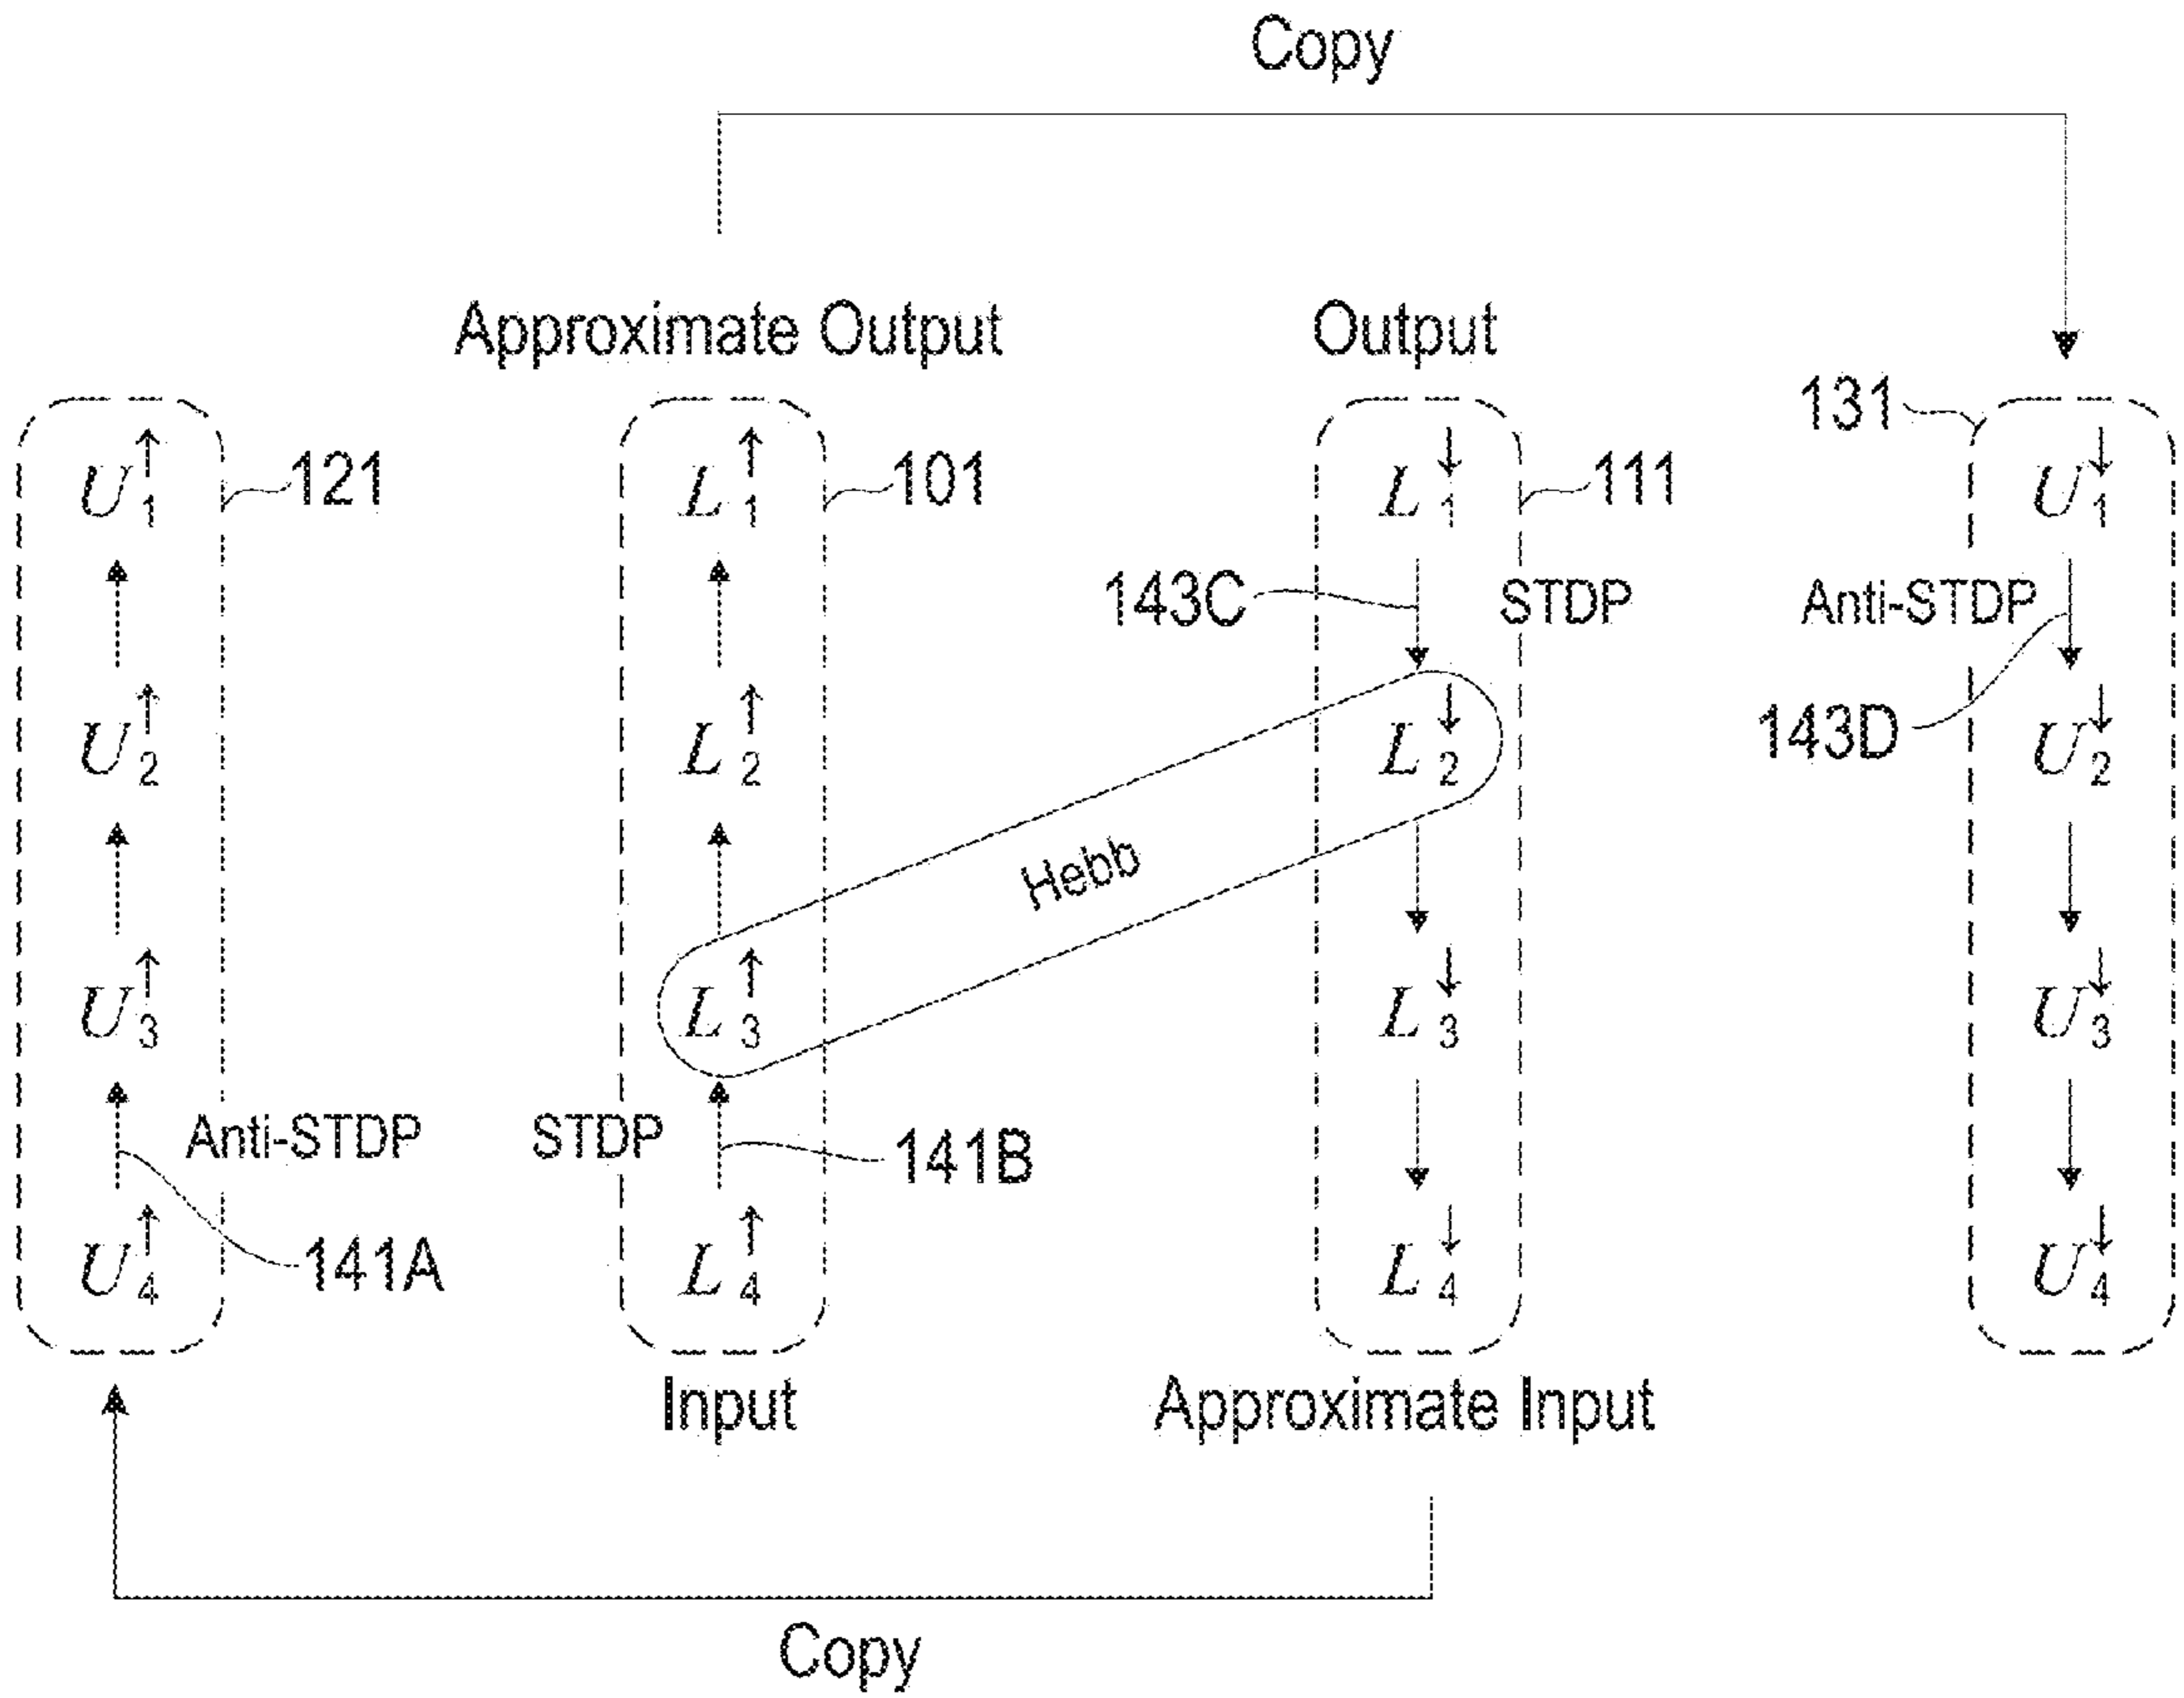 Copy
Approximate Output
Output
131
U↑1
121
L↑1
101
L↓1
111
U↓1
143C
STDP
Anti-STDP
U↑2
L↑2
L↓2
143D
U↓2
Hebb
U↑3
L↑3
L↓3
U↓3
Anti-STDP
STDP
141B
U↑4
141A
L↑4
L↓4
U↓4
Input
Approximate Input
Copy